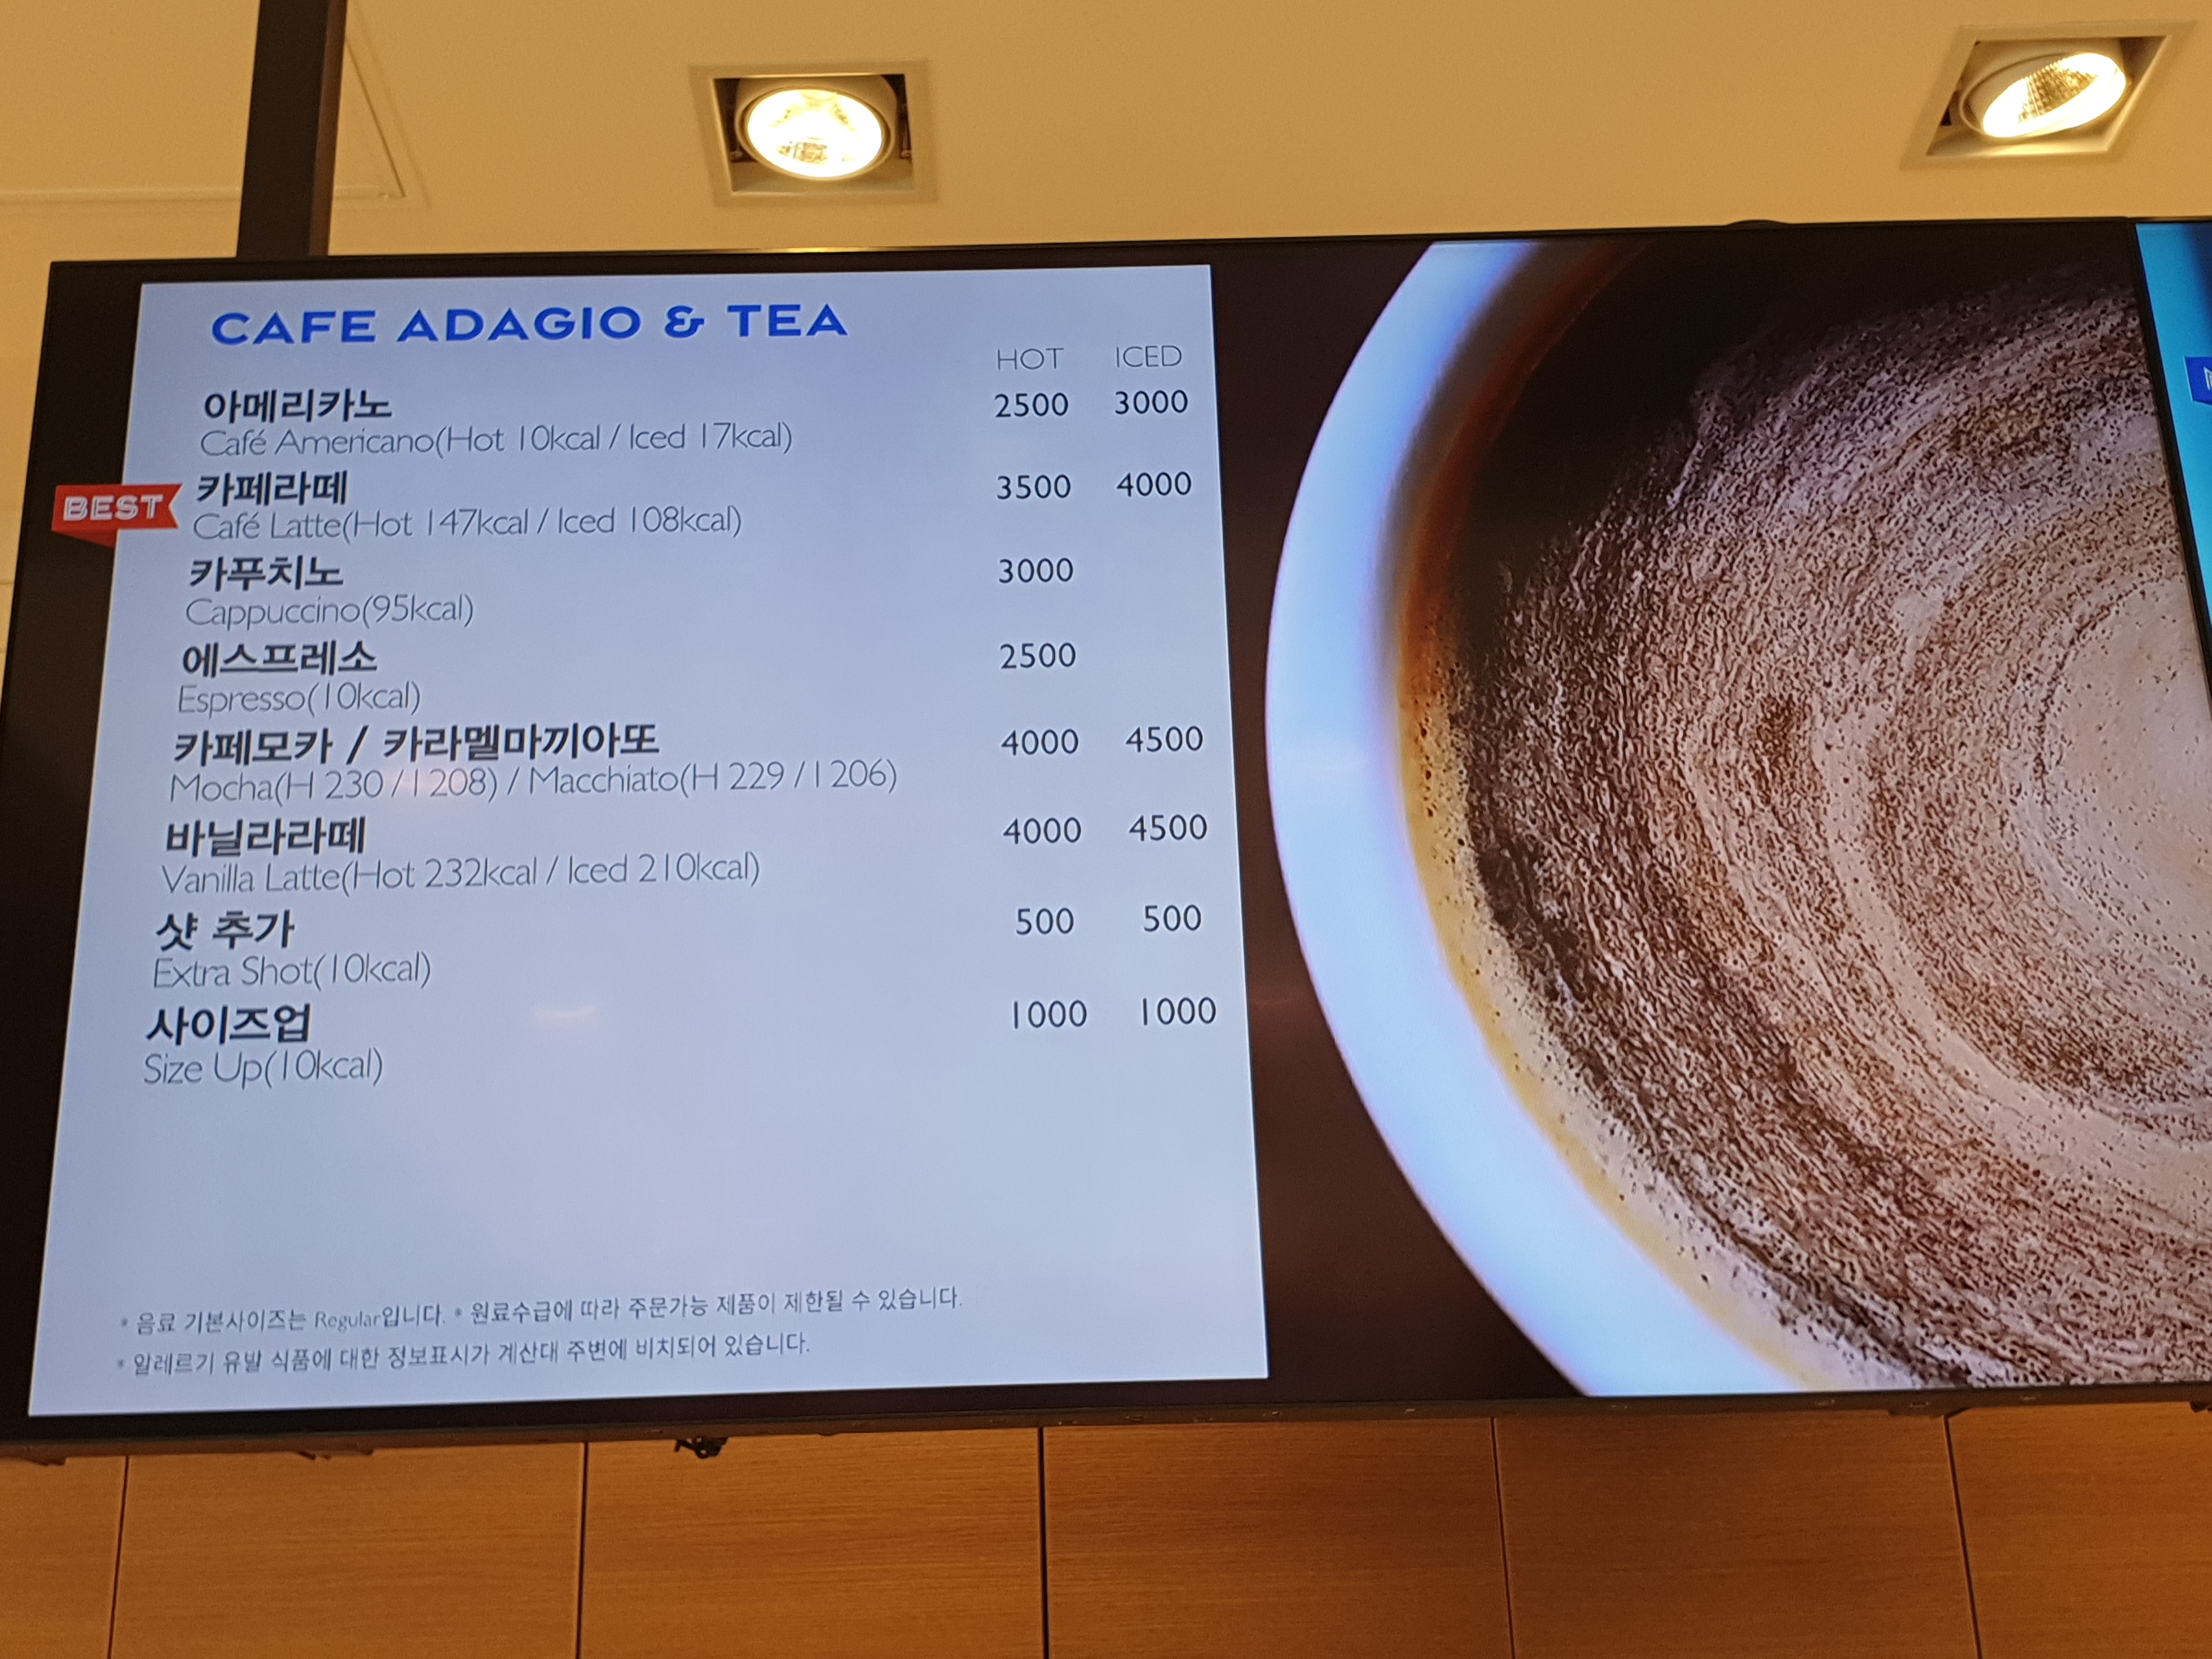 CAFE ADAGIO & TEA
HOT ICED
아메리카노 2500 3000
Café Americano(Hot 10kcal / Iced 17kcal)
BEST
카페라떼 3500 4000
Café Latte(Hot 147kcal / Iced 108kcal)
카푸치노 3000
Cappuccino(95kcal)
에스프레소 2500
Espresso(10kcal)
카페모카 / 카라멜마끼아또 4000 4500
Mocha(H 230 / I 208) / Macchiato(H 229 / I 206)
바닐라라떼 4000 4500
Vanilla Latte(Hot 232kcal / Iced 210kcal)
샷 추가 500 500
Extra Shot(10kcal)
사이즈업 1000 1000
Size Up(10kcal)
* 음료 기본사이즈는 Regular입니다. * 원료수급에 따라 주문가능 제품이 제한될 수 있습니다.
* 알레르기 유발 식품에 대한 정보표시가 계산대 주변에 비치되어 있습니다.